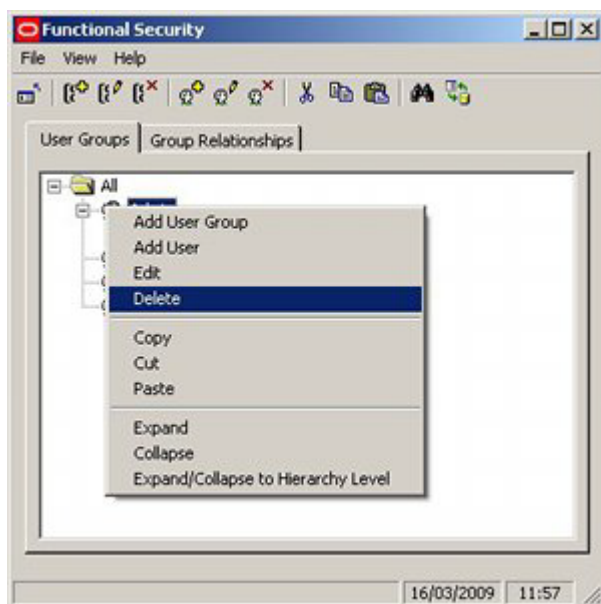 Functional Security
File View Help
User Groups Group Relationships
All
Add User Group
Add User
Edit
Delete
Copy
Cut
Paste
Expand
Collapse
Expand/Collapse to Hierarchy Level
16/03/2009 11:57